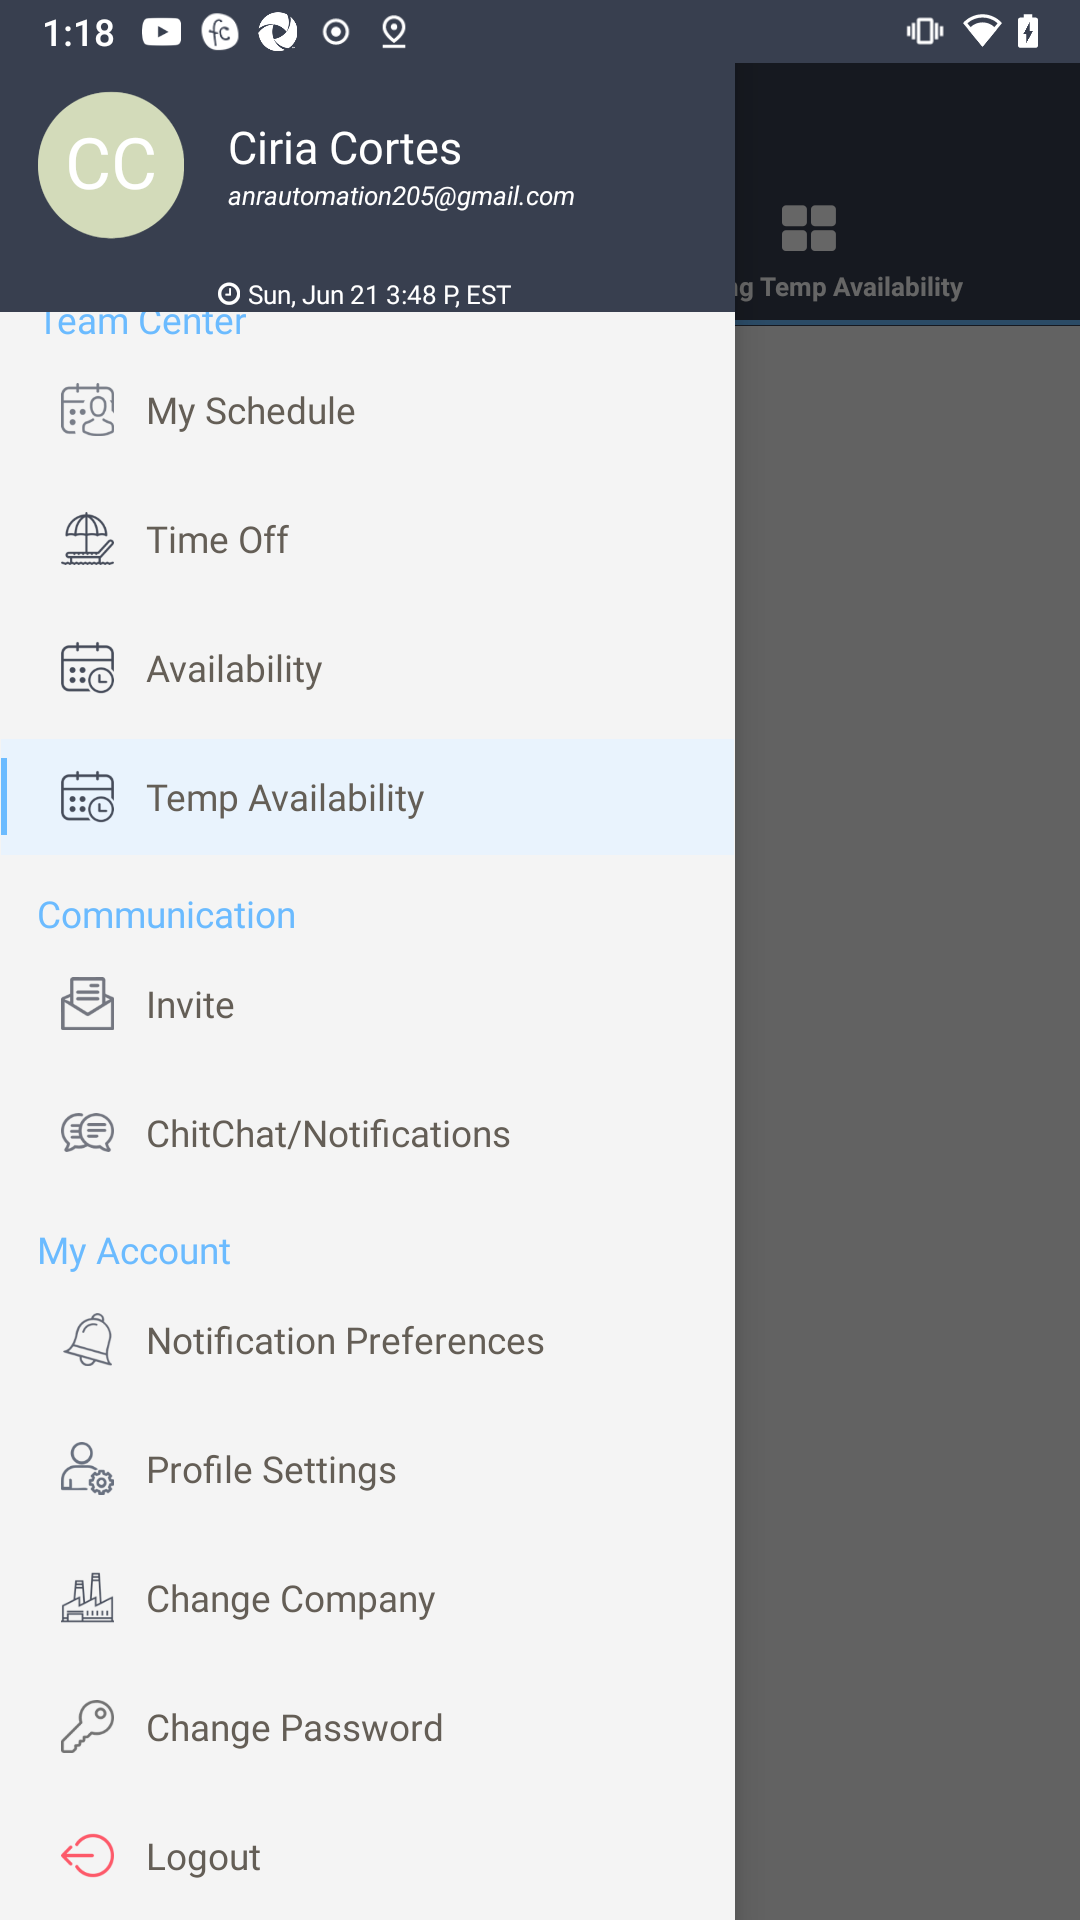 1:18
CC
Ciria Cortes
anrautomation205@gmail.com
Sun, Jun 21 3:48 P, EST
Temp Availability
Team Center
My Schedule
Time Off
Availability
Temp Availability
Communication
Invite
ChitChat/Notifications
My Account
Notification Preferences
Profile Settings
Change Company
Change Password
Logout